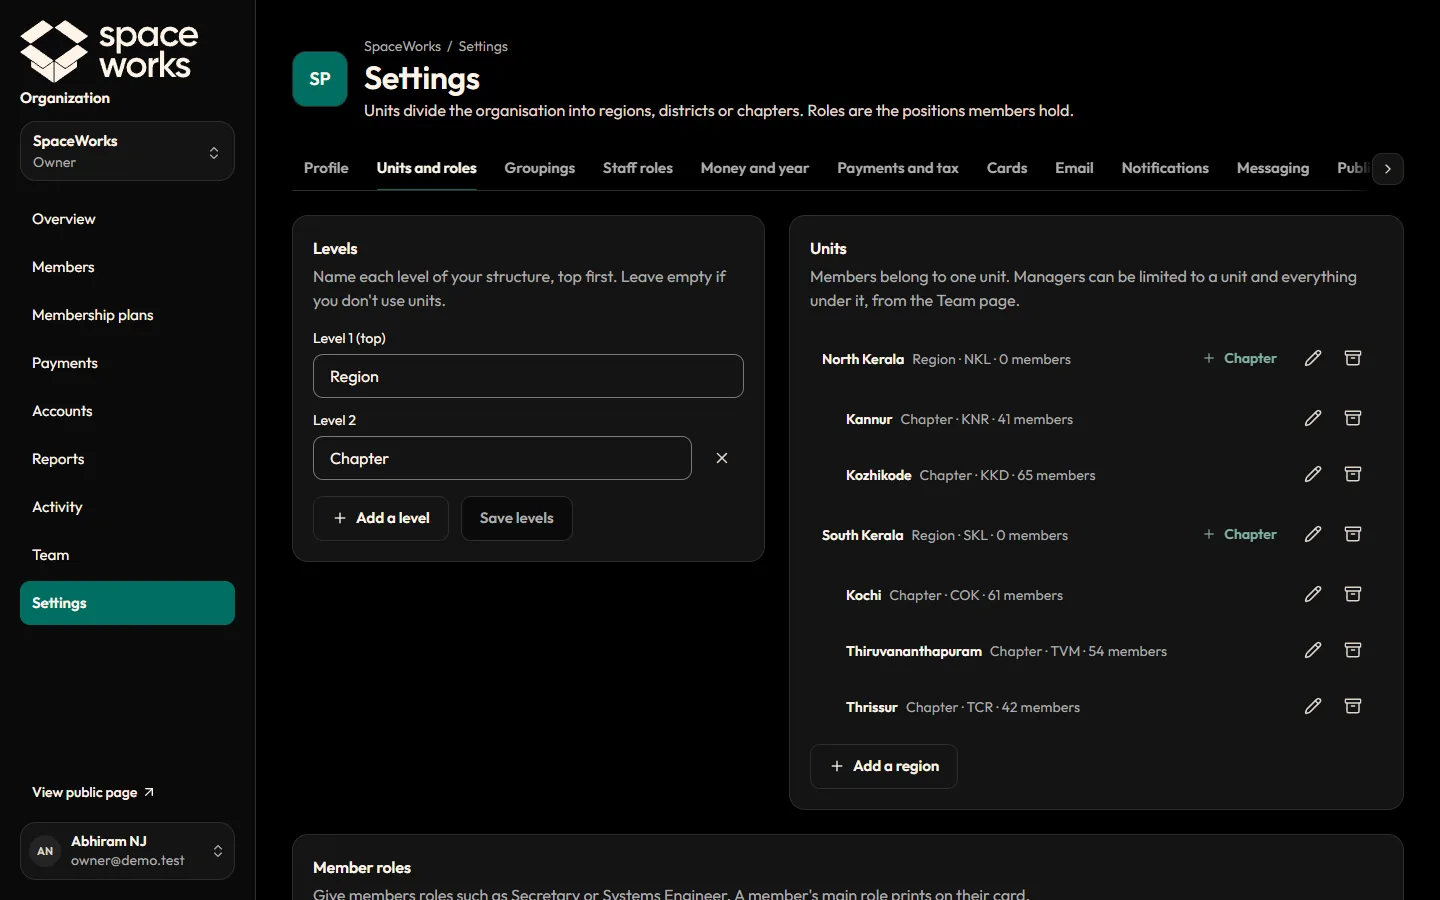 space
works
Organization
SpaceWorks
Owner
Overview
Members
Membership plans
Payments
Accounts
Reports
Activity
Team
Settings
View public page
AN
Abhiram NJ
owner@demo.test
SP
SpaceWorks / Settings
Settings
Units divide the organisation into regions, districts or chapters. Roles are the positions members hold.
Profile
Units and roles
Groupings
Staff roles
Money and year
Payments and tax
Cards
Email
Notifications
Messaging
Levels
Name each level of your structure, top first. Leave empty if
you don't use units.
Level 1 (top)
Region
Level 2
Chapter
+ Add a level
Save levels
Units
Members belong to one unit. Managers can be limited to a unit and everything
under it, from the Team page.
North Kerala Region · NKL · 0 members + Chapter
Kannur Chapter · KNR · 41 members
Kozhikode Chapter · KKD · 65 members
South Kerala Region · SKL · 0 members + Chapter
Kochi Chapter · COK · 61 members
Thiruvananthapuram Chapter · TVM · 54 members
Thrissur Chapter · TCR · 42 members
+ Add a region
Member roles
Give members roles such as Secretary or Systems Engineer. A member's main role prints on their card.